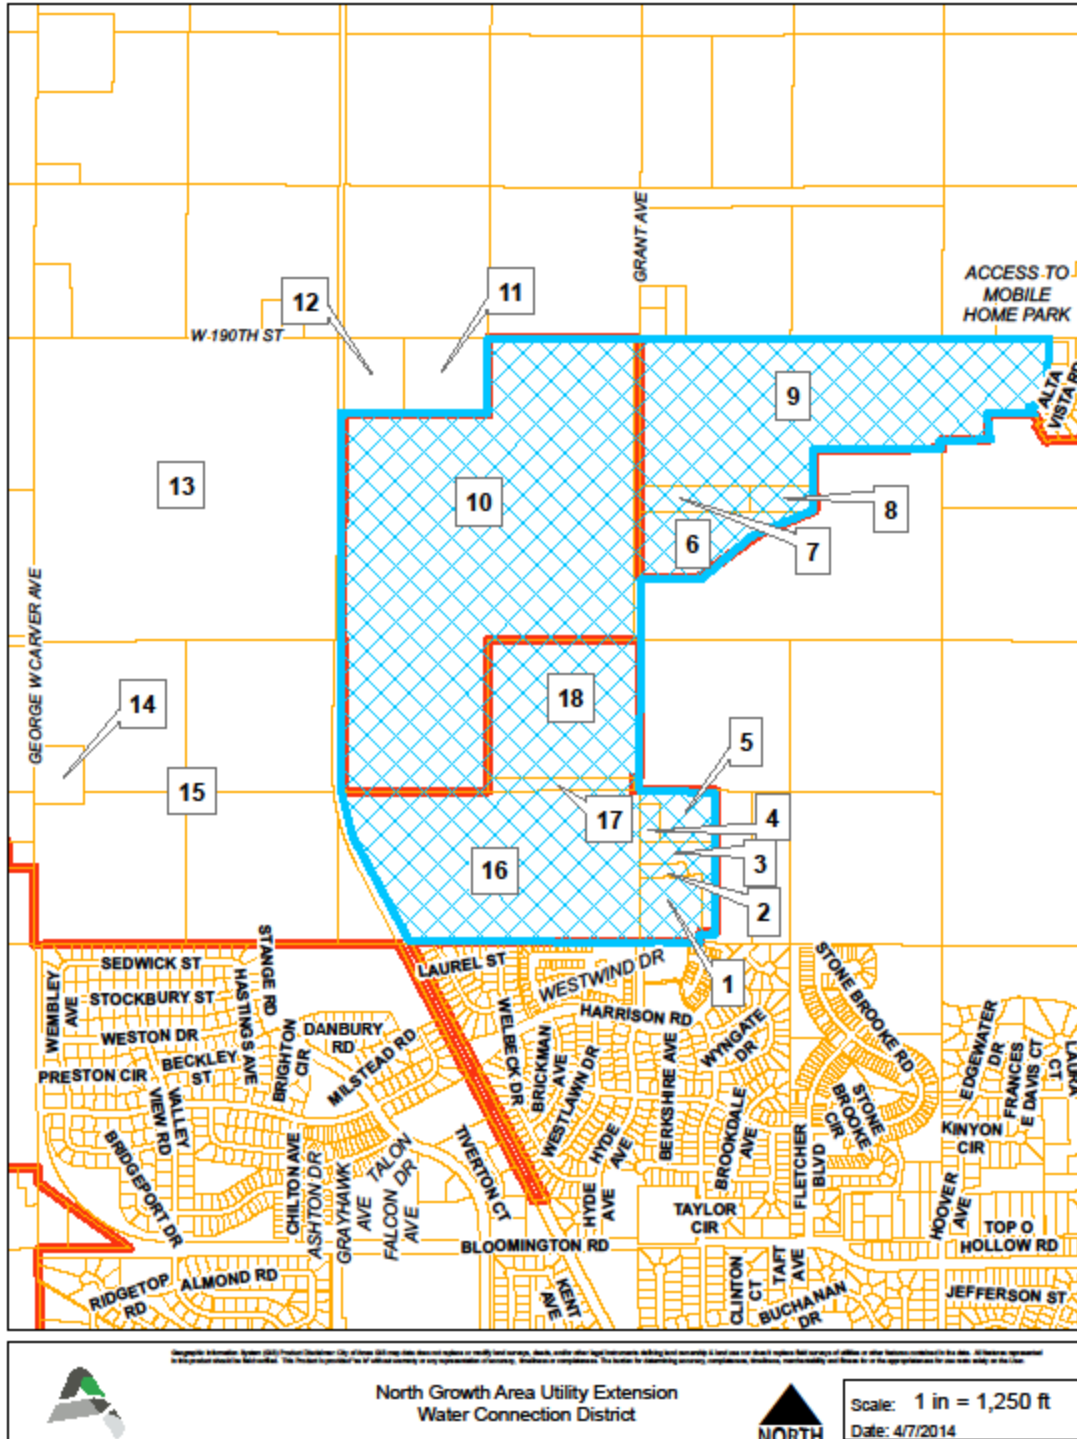 GRANT AVE
ACCESS TO
MOBILE
HOME PARK
12
11
W 190TH ST
ALTA
VISTA RD
9
13
10
8
7
6
GEORGE W CARVER AVE
14
18
5
15
17
4
16
3
2
1
SEDWICK ST
STANGE RD
LAUREL ST
WESTWIND DR
STONE BROOKE RD
WEMBLEY
AVE
STOCKBURY ST
HASTINGS AVE
WELBECK DR
HARRISON RD
WESTON DR
DANBURY
RD
BRICKMAN
AVE
WYNGATE
DR
EDGEWATER
DR
FRANCES
E DAVIS CT
LAURA
CT
BECKLEY
ST
BRIGHTON
CIR
MILSTEAD RD
PRESTON CIR
VALLEY
VIEW RD
WESTLAWN DR
BERKSHIRE AVE
STONE
BROOKE
CIR
HYDE
AVE
BROOKDALE
AVE
KINYON
CIR
BRIDGEPORT DR
CHILTON AVE
ASHTON DR
GRAYHAWK
AVE
TALON
DR
FALCON
AVE
TIVERTON CT
HYDE
AVE
FLETCHER
BLVD
HOOVER
AVE
TAYLOR
CIR
TOP O
HOLLOW RD
BLOOMINGTON RD
RIDGETOP
RD
ALMOND RD
KENT
AVE
CLINTON
CT
TAFT
AVE
BUCHANAN
DR
JEFFERSON ST
North Growth Area Utility Extension
Water Connection District
NORTH
Scale: 1 in = 1,250 ft
Date: 4/7/2014